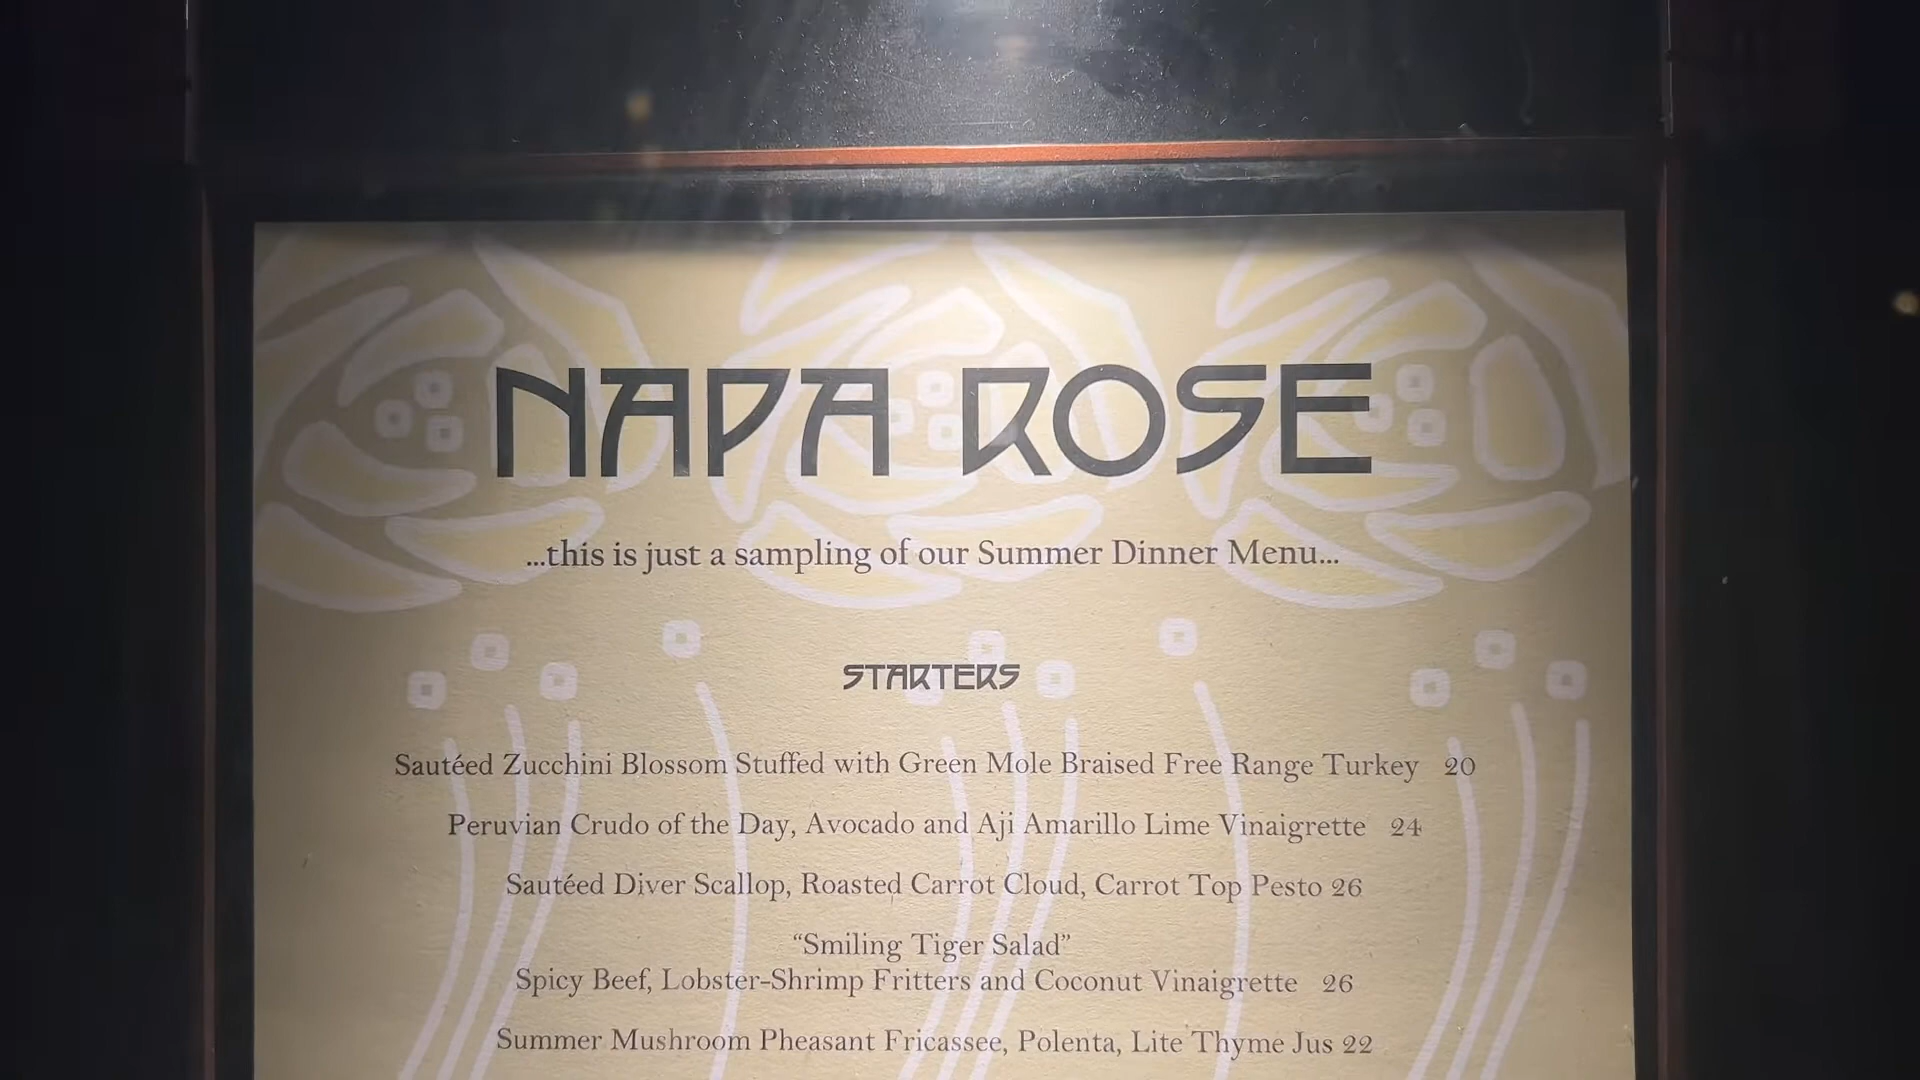 NAPA ROSE
...this is just a sampling of our Summer Dinner Menu...
STARTERS
Sautéed Zucchini Blossom Stuffed with Green Mole Braised Free Range Turkey 20
Peruvian Crudo of the Day, Avocado and Aji Amarillo Lime Vinaigrette 24
Sautéed Diver Scallop, Roasted Carrot Cloud, Carrot Top Pesto 26
“Smiling Tiger Salad”
Spicy Beef, Lobster-Shrimp Fritters and Coconut Vinaigrette 26
Summer Mushroom Pheasant Fricassee, Polenta, Lite Thyme Jus 22